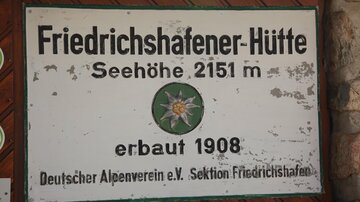 Friedrichshafener-Hütte
Seehöhe 2151 m
erbaut 1908
Deutscher Alpenverein e.V. Sektion Friedrichshafen